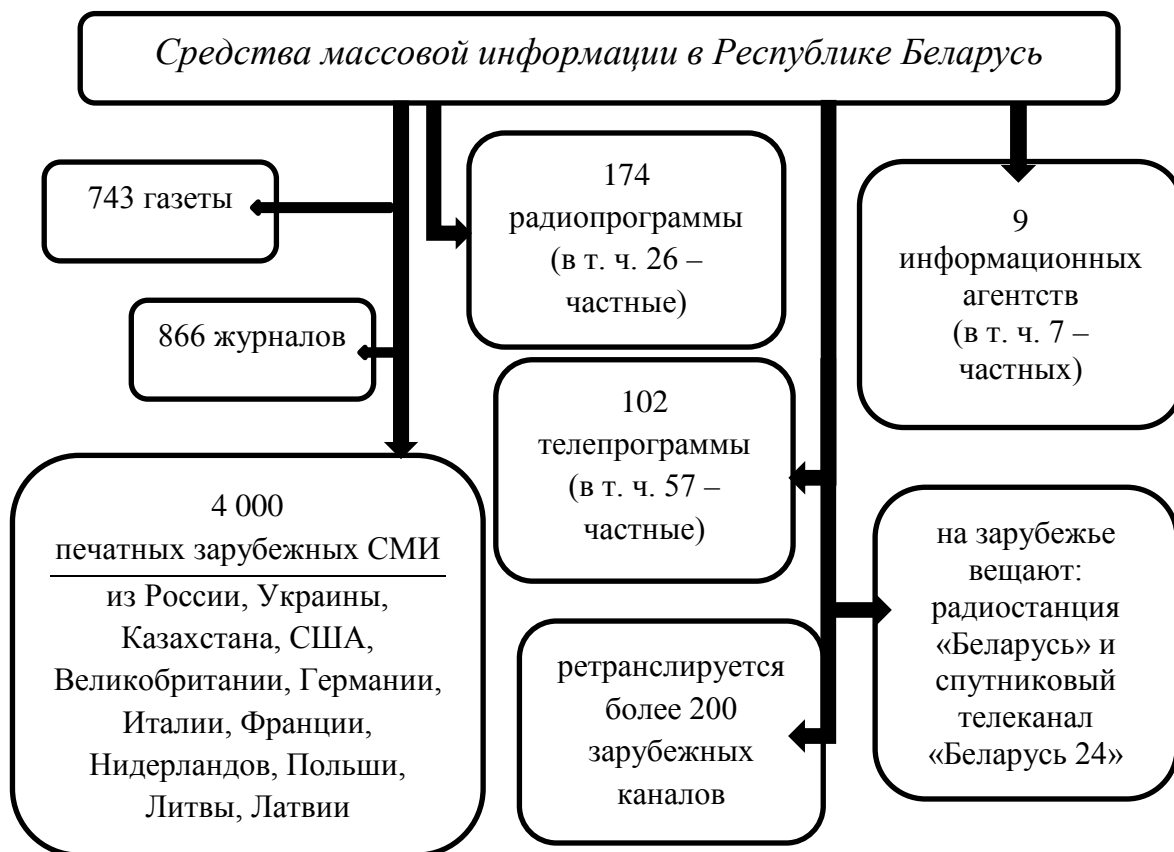 Средства массовой информации в Республике Беларусь
743 газеты
866 журналов
4 000
печатных зарубежных СМИ
из России, Украины,
Казахстана, США,
Великобритании, Германии,
Италии, Франции,
Нидерландов, Польши,
Литвы, Латвии
174
радиопрограммы
(в т. ч. 26 –
частные)
102
телепрограммы
(в т. ч. 57 –
частные)
ретранслируется
более 200
зарубежных
каналов
9
информационных
агентств
(в т. ч. 7 –
частных)
на зарубежье
вещают:
радиостанция
«Беларусь» и
спутниковый
телеканал
«Беларусь 24»